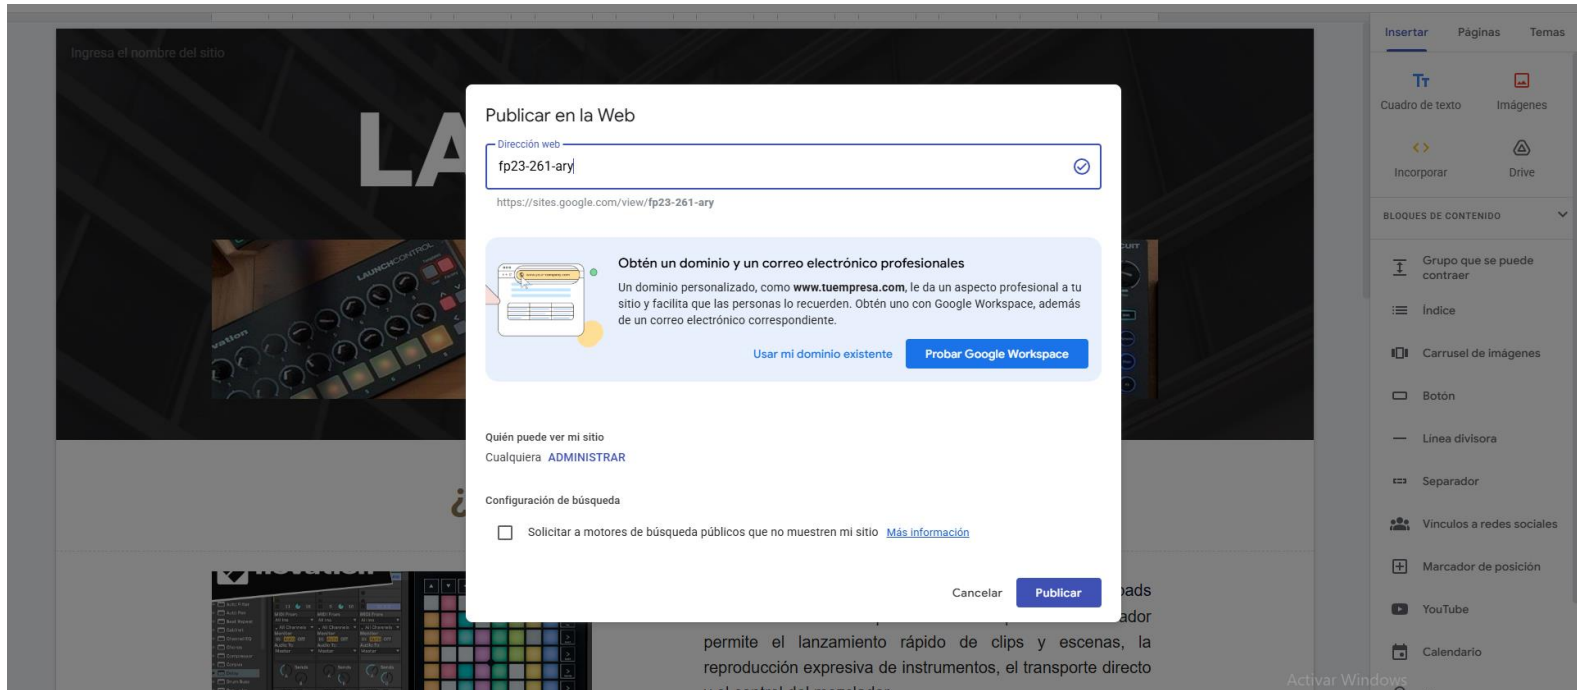 Ingresa el nombre del sitio
LA
Publicar en la Web
Dirección web
fp23-261-ary
https://sites.google.com/view/fp23-261-ary
Obtén un dominio y un correo electrónico profesionales
Un dominio personalizado, como www.tuempresa.com, le da un aspecto profesional a tu
sitio y facilita que las personas lo recuerden. Obtén uno con Google Workspace, además
de un correo electrónico correspondiente.
Usar mi dominio existente
Probar Google Workspace
Quién puede ver mi sitio
Cualquiera ADMINISTRAR
Configuración de búsqueda
Solicitar a motores de búsqueda públicos que no muestren mi sitio Más información
Cancelar
Publicar
LAUNCHCONTROL
¿
pads
ador
permite el lanzamiento rápido de clips y escenas, la
reproducción expresiva de instrumentos, el transporte directo
Insertar Páginas Temas
Cuadro de texto
Imágenes
Incorporar
Drive
BLOQUES DE CONTENIDO
Grupo que se puede
contraer
Índice
Carrusel de imágenes
Botón
Línea divisora
Separador
Vínculos a redes sociales
Marcador de posición
YouTube
Calendario
Activar Windows